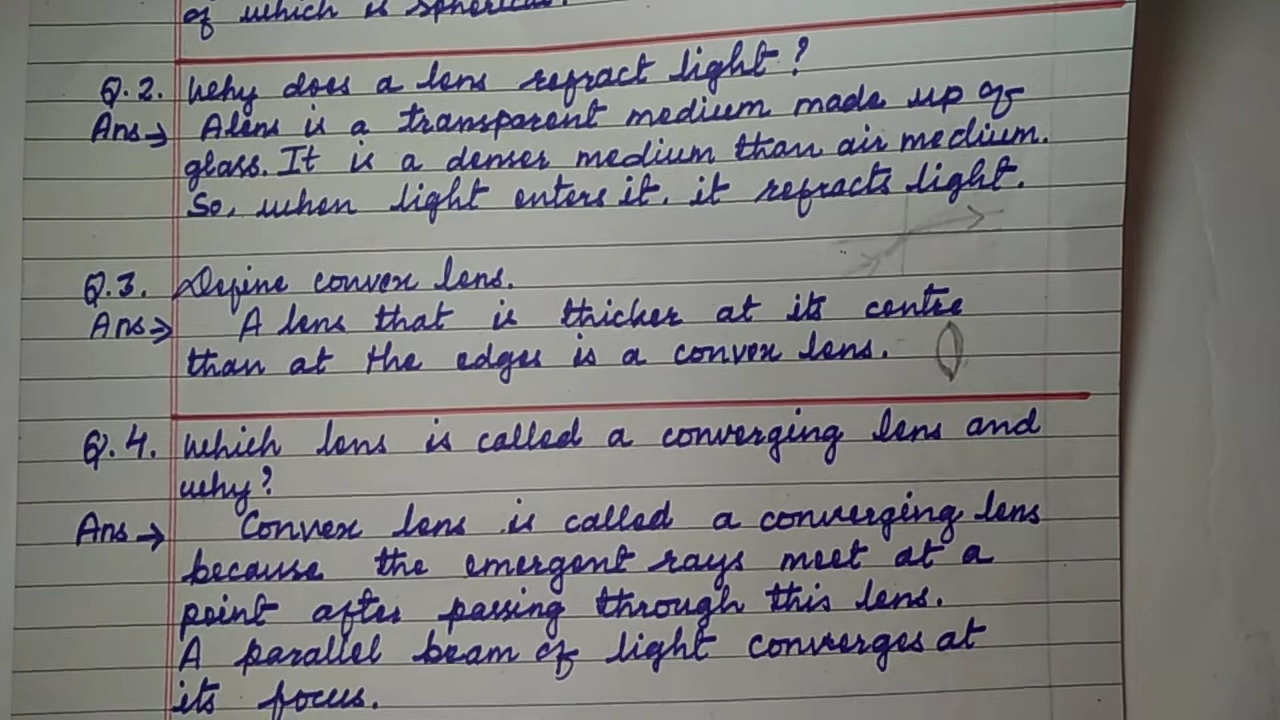 of which is spherical.
Q.2. Why does a lens refract light?
Ans→ A lens is a transparent medium made up of
glass. It is a denser medium than air medium.
So, when light enters it, it refracts light.
Q.3. Define convex lens.
Ans⇒ A lens that is thicker at its centre
than at the edges is a convex lens.
Q.4. Which lens is called a converging lens and
why?
Ans→ Convex lens is called a converging lens
because the emergent rays meet at a
point after passing through this lens.
A parallel beam of light converges at
its focus.